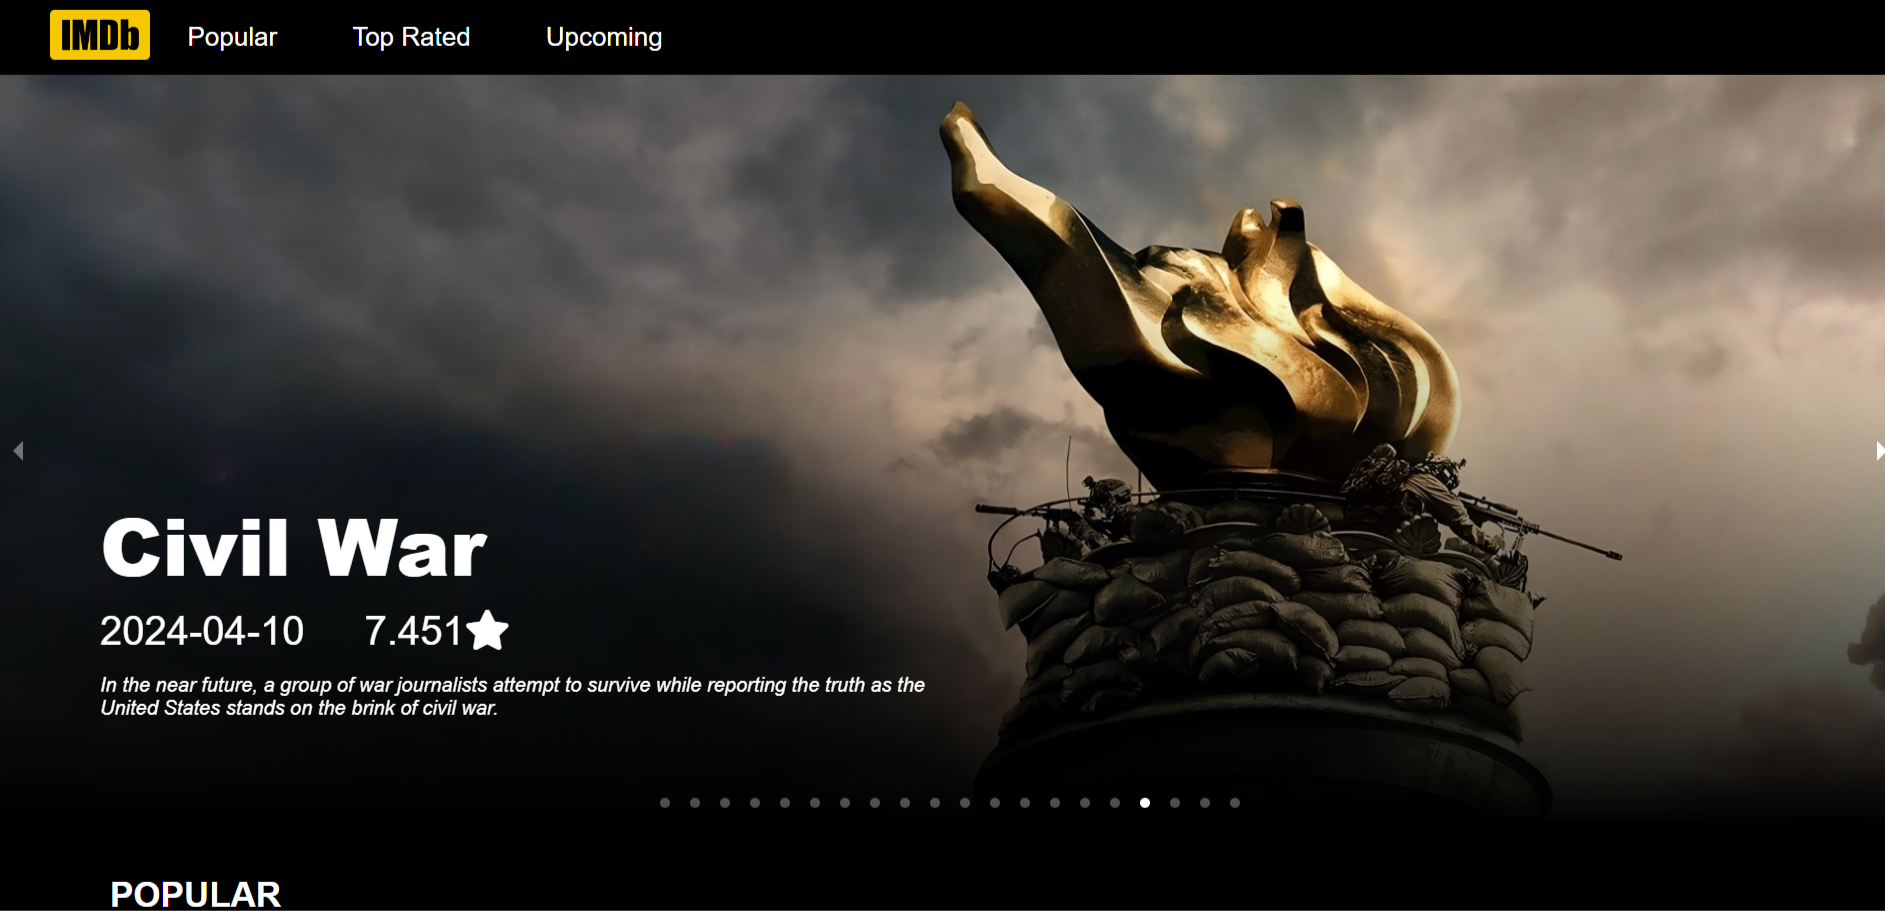 IMDb Popular Top Rated Upcoming
Civil War
2024-04-10 7.451
In the near future, a group of war journalists attempt to survive while reporting the truth as the
United States stands on the brink of civil war.
POPULAR